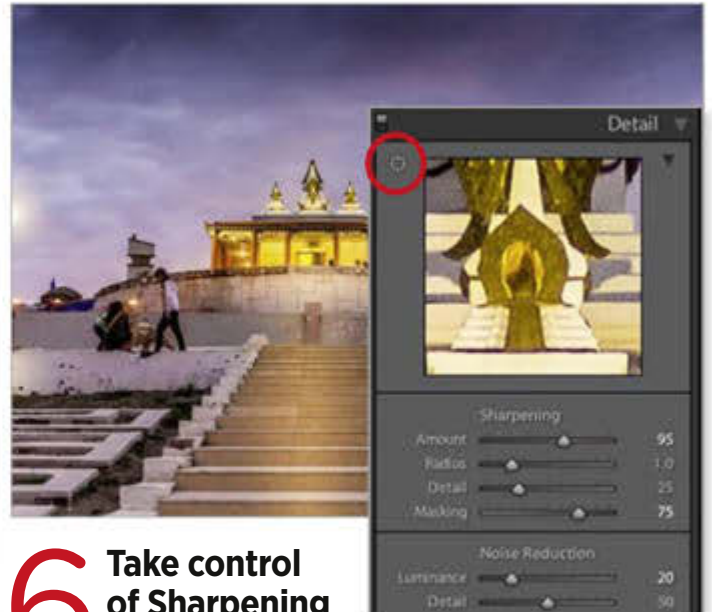 Detail
Sharpening
Amount 95
Radius 1.0
Detail 25
Masking 75
Noise Reduction
Luminance 20
Detail 50
6 Take control
of Sharpening